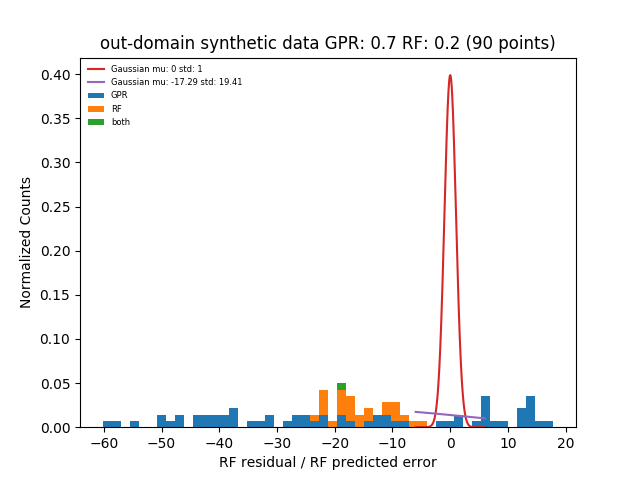 out-domain synthetic data GPR: 0.7 RF: 0.2 (90 points)
Gaussian mu: 0 std: 1
Gaussian mu: -17.29 std: 19.41
GPR
RF
both
Normalized Counts
0.40
0.35
0.30
0.25
0.20
0.15
0.10
0.05
0.00
−60 −50 −40 −30 −20 −10 0 10 20
RF residual / RF predicted error